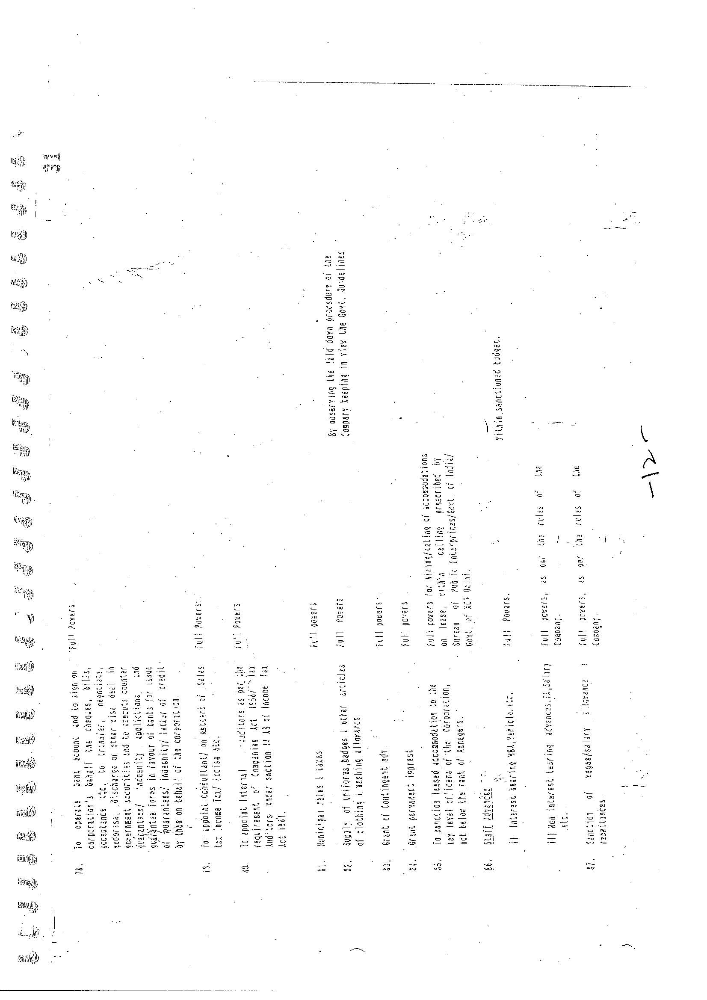 78. To operate bank account and to sign on Full Powers.
corporation's behalf the cheques, bills,
acceptance etc. to transfer, negotiate,
endorse, discharge or other wise deal in
government securities and to execute counter
guarantees/ indemnity applictions and
guarantee forms in favour of banks for issue
of guarantees/ indemnity/ letter of credit
by them on behalf of the corporation.
79. To appoint consultant/ on matters of sales Full Powers.
tax Income Tax/ Excise etc.
80. To appoint Internal Auditors as per the Full Powers
requirement of Companies Act 1956/ Tax
Auditors under section 44 AB of Income Tax
Act 1961.
81. Municipal rates & taxes Full powers
82. Supply of uniforms, badges & other articles Full Powers By observing the laid down procedure of the
of clothing & washing allowance Company keeping in view the Govt. Guidelines
83. Grant of Contingent adv. Full powers.
84. Grant permanent imprest Full powers
85. To sanction leased accommodation to the Full powers for hiring/taking of accommodations
key level officers of the Corporation, on lease, within ceiling prescribed by
not below the rank of Managers. Bureau of Public Enterprices/Govt. of India/
Govt. of NCT Delhi.
86. Staff Advances
i) Interest bearing HBA, Vehicle. etc. Full Powers. Within sanctioned budget.
ii) Non interest bearing advences, TA, Salary Full powers, as per the rules of the
etc. Company.
87. Sanction of wages/salary allowance & Full powers, as per the rules of the
remmitances. Company.
-12-